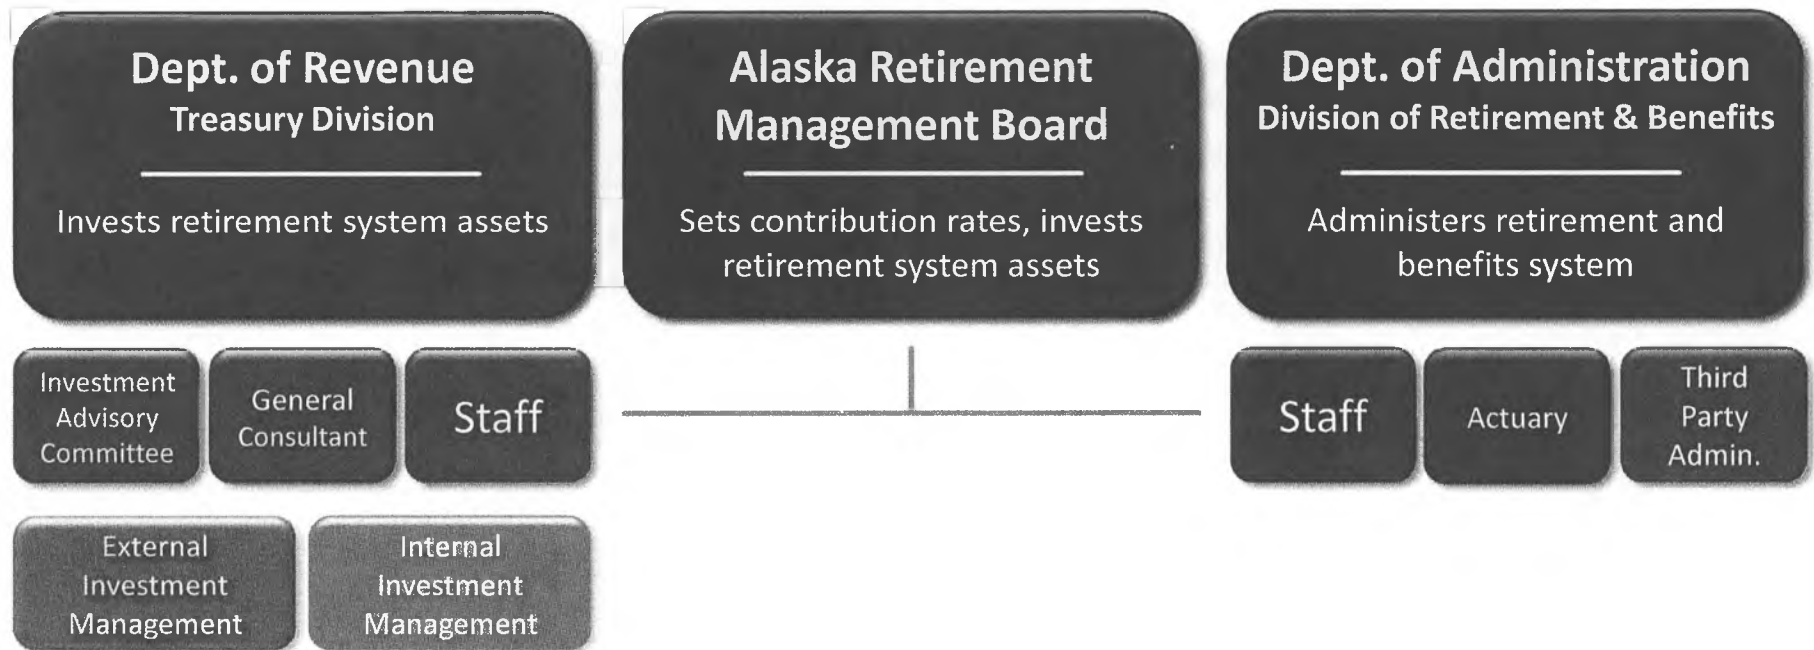 Dept. of Revenue
Treasury Division
Invests retirement system assets
Alaska Retirement
Management Board
Sets contribution rates, invests
retirement system assets
Dept. of Administration
Division of Retirement & Benefits
Administers retirement and
benefits system
Investment
Advisory
Committee
General
Consultant
Staff
Staff
Actuary
Third
Party
Admin.
External
Investment
Management
Internal
Investment
Management